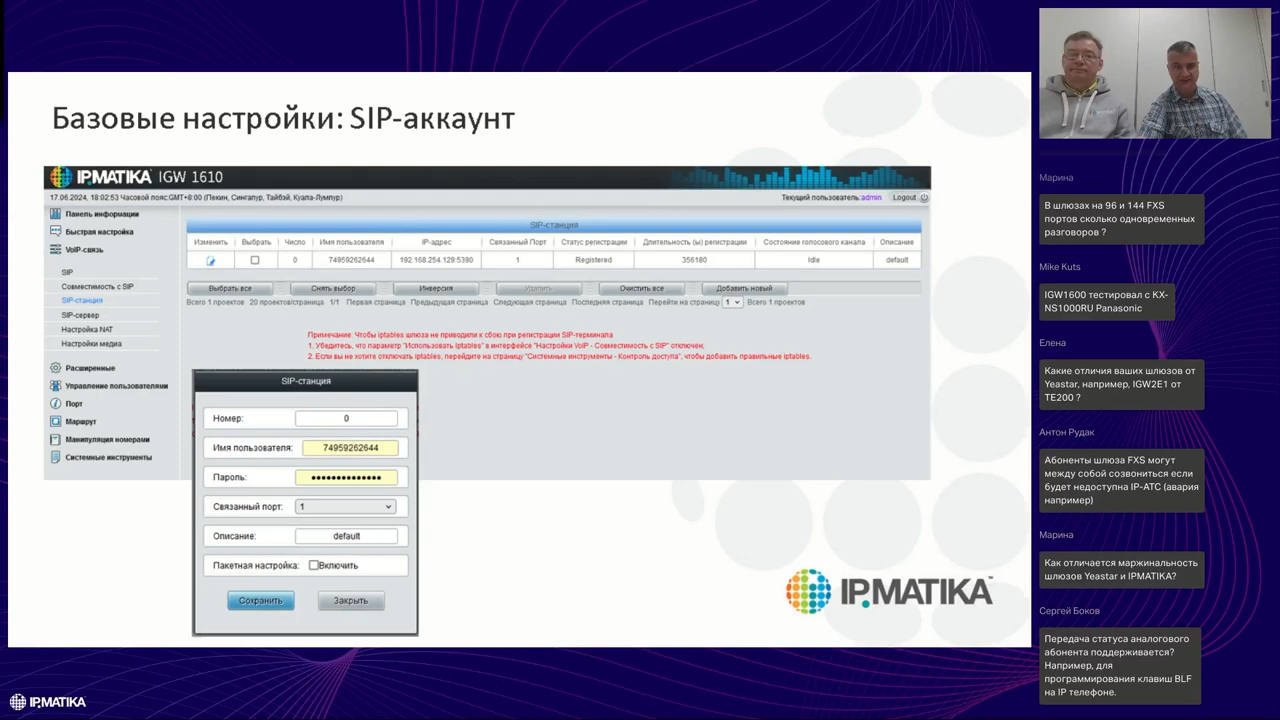 Базовые настройки: SIP-аккаунт
IP.MATIKA IGW 1610
17.06.2024, 18:02:53 Часовой пояс:GMT+8:00 (Пекин, Сингапур, Тайбэй, Куала-Лумпур)
Текущий пользователь:admin Logout
Панель информации
Быстрая настройка
VoIP-связь
SIP
Совместимость с SIP
SIP-станция
SIP-сервер
Настройка NAT
Настройки медиа
Расширенные
Управление пользователями
Порт
Маршрут
Манипуляция номерами
Системные инструменты
SIP-станция
Изменить Выбрать Число Имя пользователя IP-адрес Связанный Порт Статус регистрации Длительность (ы) регистрации Состояние голосового канала Описание
0 74959262644 192.168.254.129:5390 1 Registered 356180 Idle default
Выбрать все Снять выбор Инверсия Удалить Очистить все Добавить новый
Всего 1 проектов 20 проектов/страница 1/1 Первая страница Предыдущая страница Следующая страница Последняя страница Перейти на страницу 1 Всего 1 проектов
Примечание. Чтобы iptables шлюза не приводили к сбою при регистрации SIP-терминала
1. Убедитесь, что параметр "Использовать Iptables" в интерфейсе "Настройки VoIP - Совместимость с SIP" отключен;
2. Если вы не хотите отключать iptables, перейдите на страницу "Системные инструменты - Контроль доступа", чтобы добавить правильные iptables.
SIP-станция
Номер: 0
Имя пользователя: 74959262644
Пароль: ••••••••••••••
Связанный порт: 1
Описание: default
Пакетная настройка: Включить
Сохранить Закрыть
IP.MATIKA™
IP.MATIKA
Марина
В шлюзах на 96 и 144 FXS
портов сколько одновременных
разговоров ?
Mike Kuts
IGW1600 тестировал с KX-
NS1000RU Panasonic
Елена
Какие отличия ваших шлюзов от
Yeastar, например, IGW2E1 от
TE200 ?
Антон Рудак
Абоненты шлюза FXS могут
между собой созвониться если
будет недоступна IP-АТС (авария
например)
Марина
Как отличается маржинальность
шлюзов Yeastar и IPMATIKA?
Сергей Боков
Передача статуса аналогового
абонента поддерживается?
Например, для
программирования клавиш BLF
на IP телефоне.